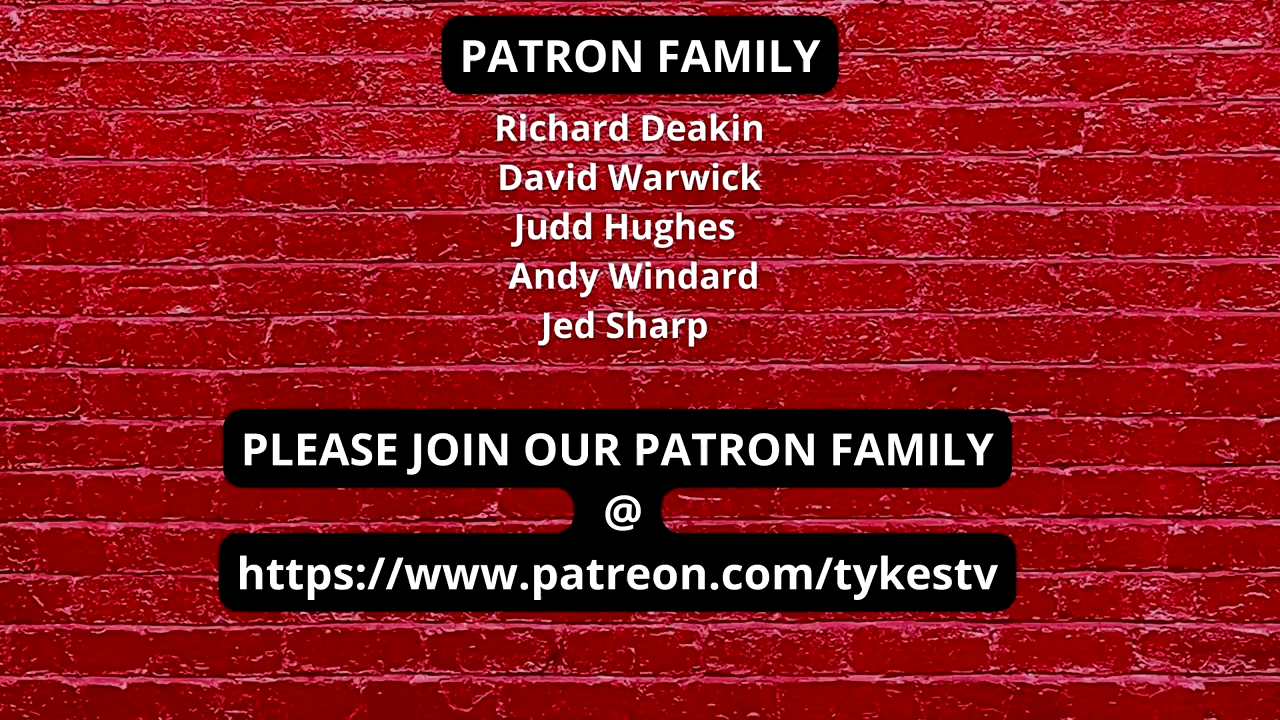 PATRON FAMILY
Richard Deakin
David Warwick
Judd Hughes
Andy Windard
Jed Sharp
PLEASE JOIN OUR PATRON FAMILY
@
https://www.patreon.com/tykestv